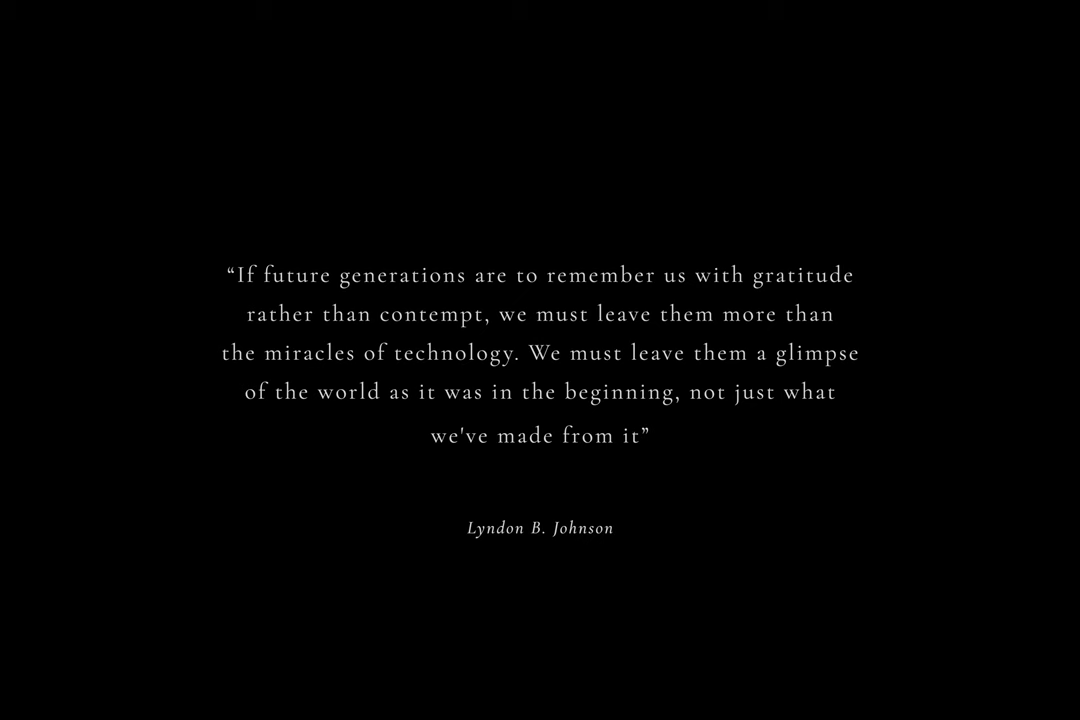 “If future generations are to remember us with gratitude
rather than contempt, we must leave them more than
the miracles of technology. We must leave them a glimpse
of the world as it was in the beginning, not just what
we've made from it”
Lyndon B. Johnson